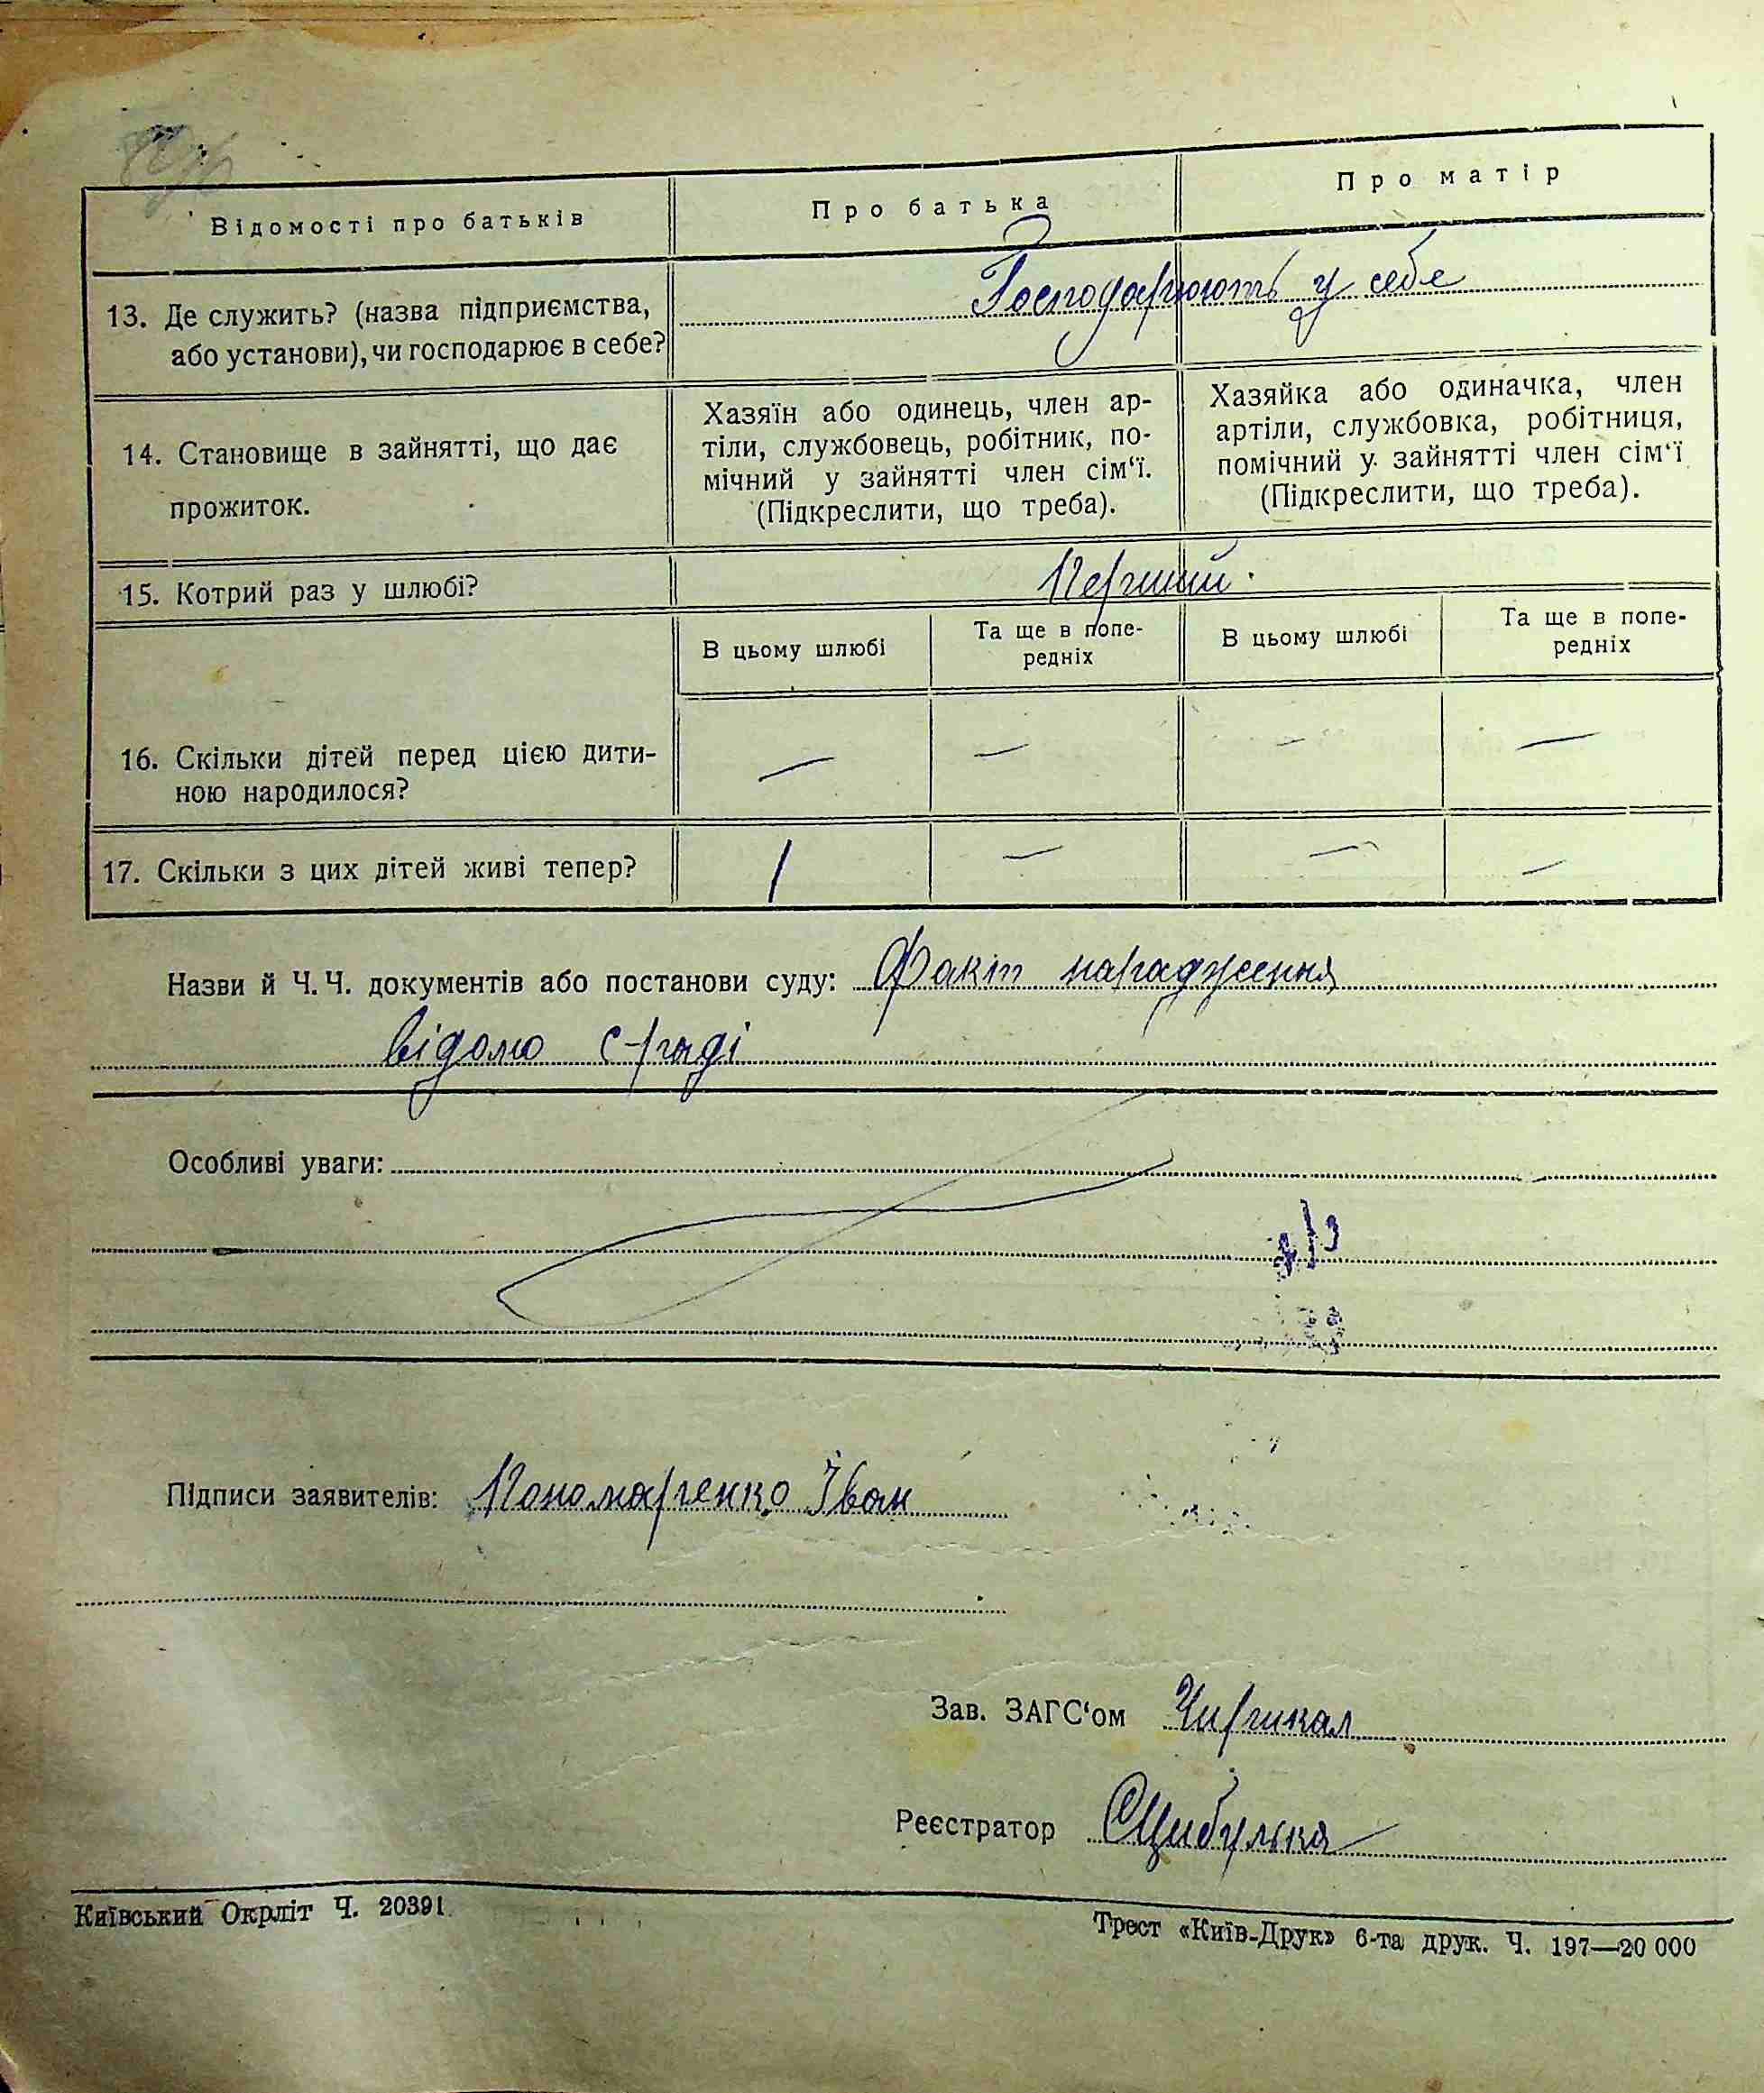 Відомості про батьків
Про батька
Про матір
13. Де служить? (назва підприємства,
або установи), чи господарює в себе?
Господарюють у себе
14. Становище в зайнятті, що дає
прожиток.
Хазяїн або одинець, член ар-
тіли, службовець, робітник, по-
мічний у зайнятті член сім‘ї.
(Підкреслити, що треба).
Хазяйка або одиначка, член
артіли, службовка, робітниця,
помічний у зайнятті член сім‘ї
(Підкреслити, що треба).
15. Котрий раз у шлюбі?
Перший.
В цьому шлюбі
Та ще в попе-
редніх
В цьому шлюбі
Та ще в попе-
редніх
16. Скільки дітей перед цією дити-
ною народилося?
— — — —
17. Скільки з цих дітей живі тепер?
1 — — —
Назви й Ч.Ч. документів або постанови суду: Факт народження
відомо с-раді
Особливі уваги:
Підписи заявителів: Пономаренко Іван
Зав. ЗАГС‘ом Чирикал
Реєстратор СЦибулька
Київський Окрліт Ч. 20391.
Трест «Київ-Друк» 6-та друк. Ч. 197—20 000